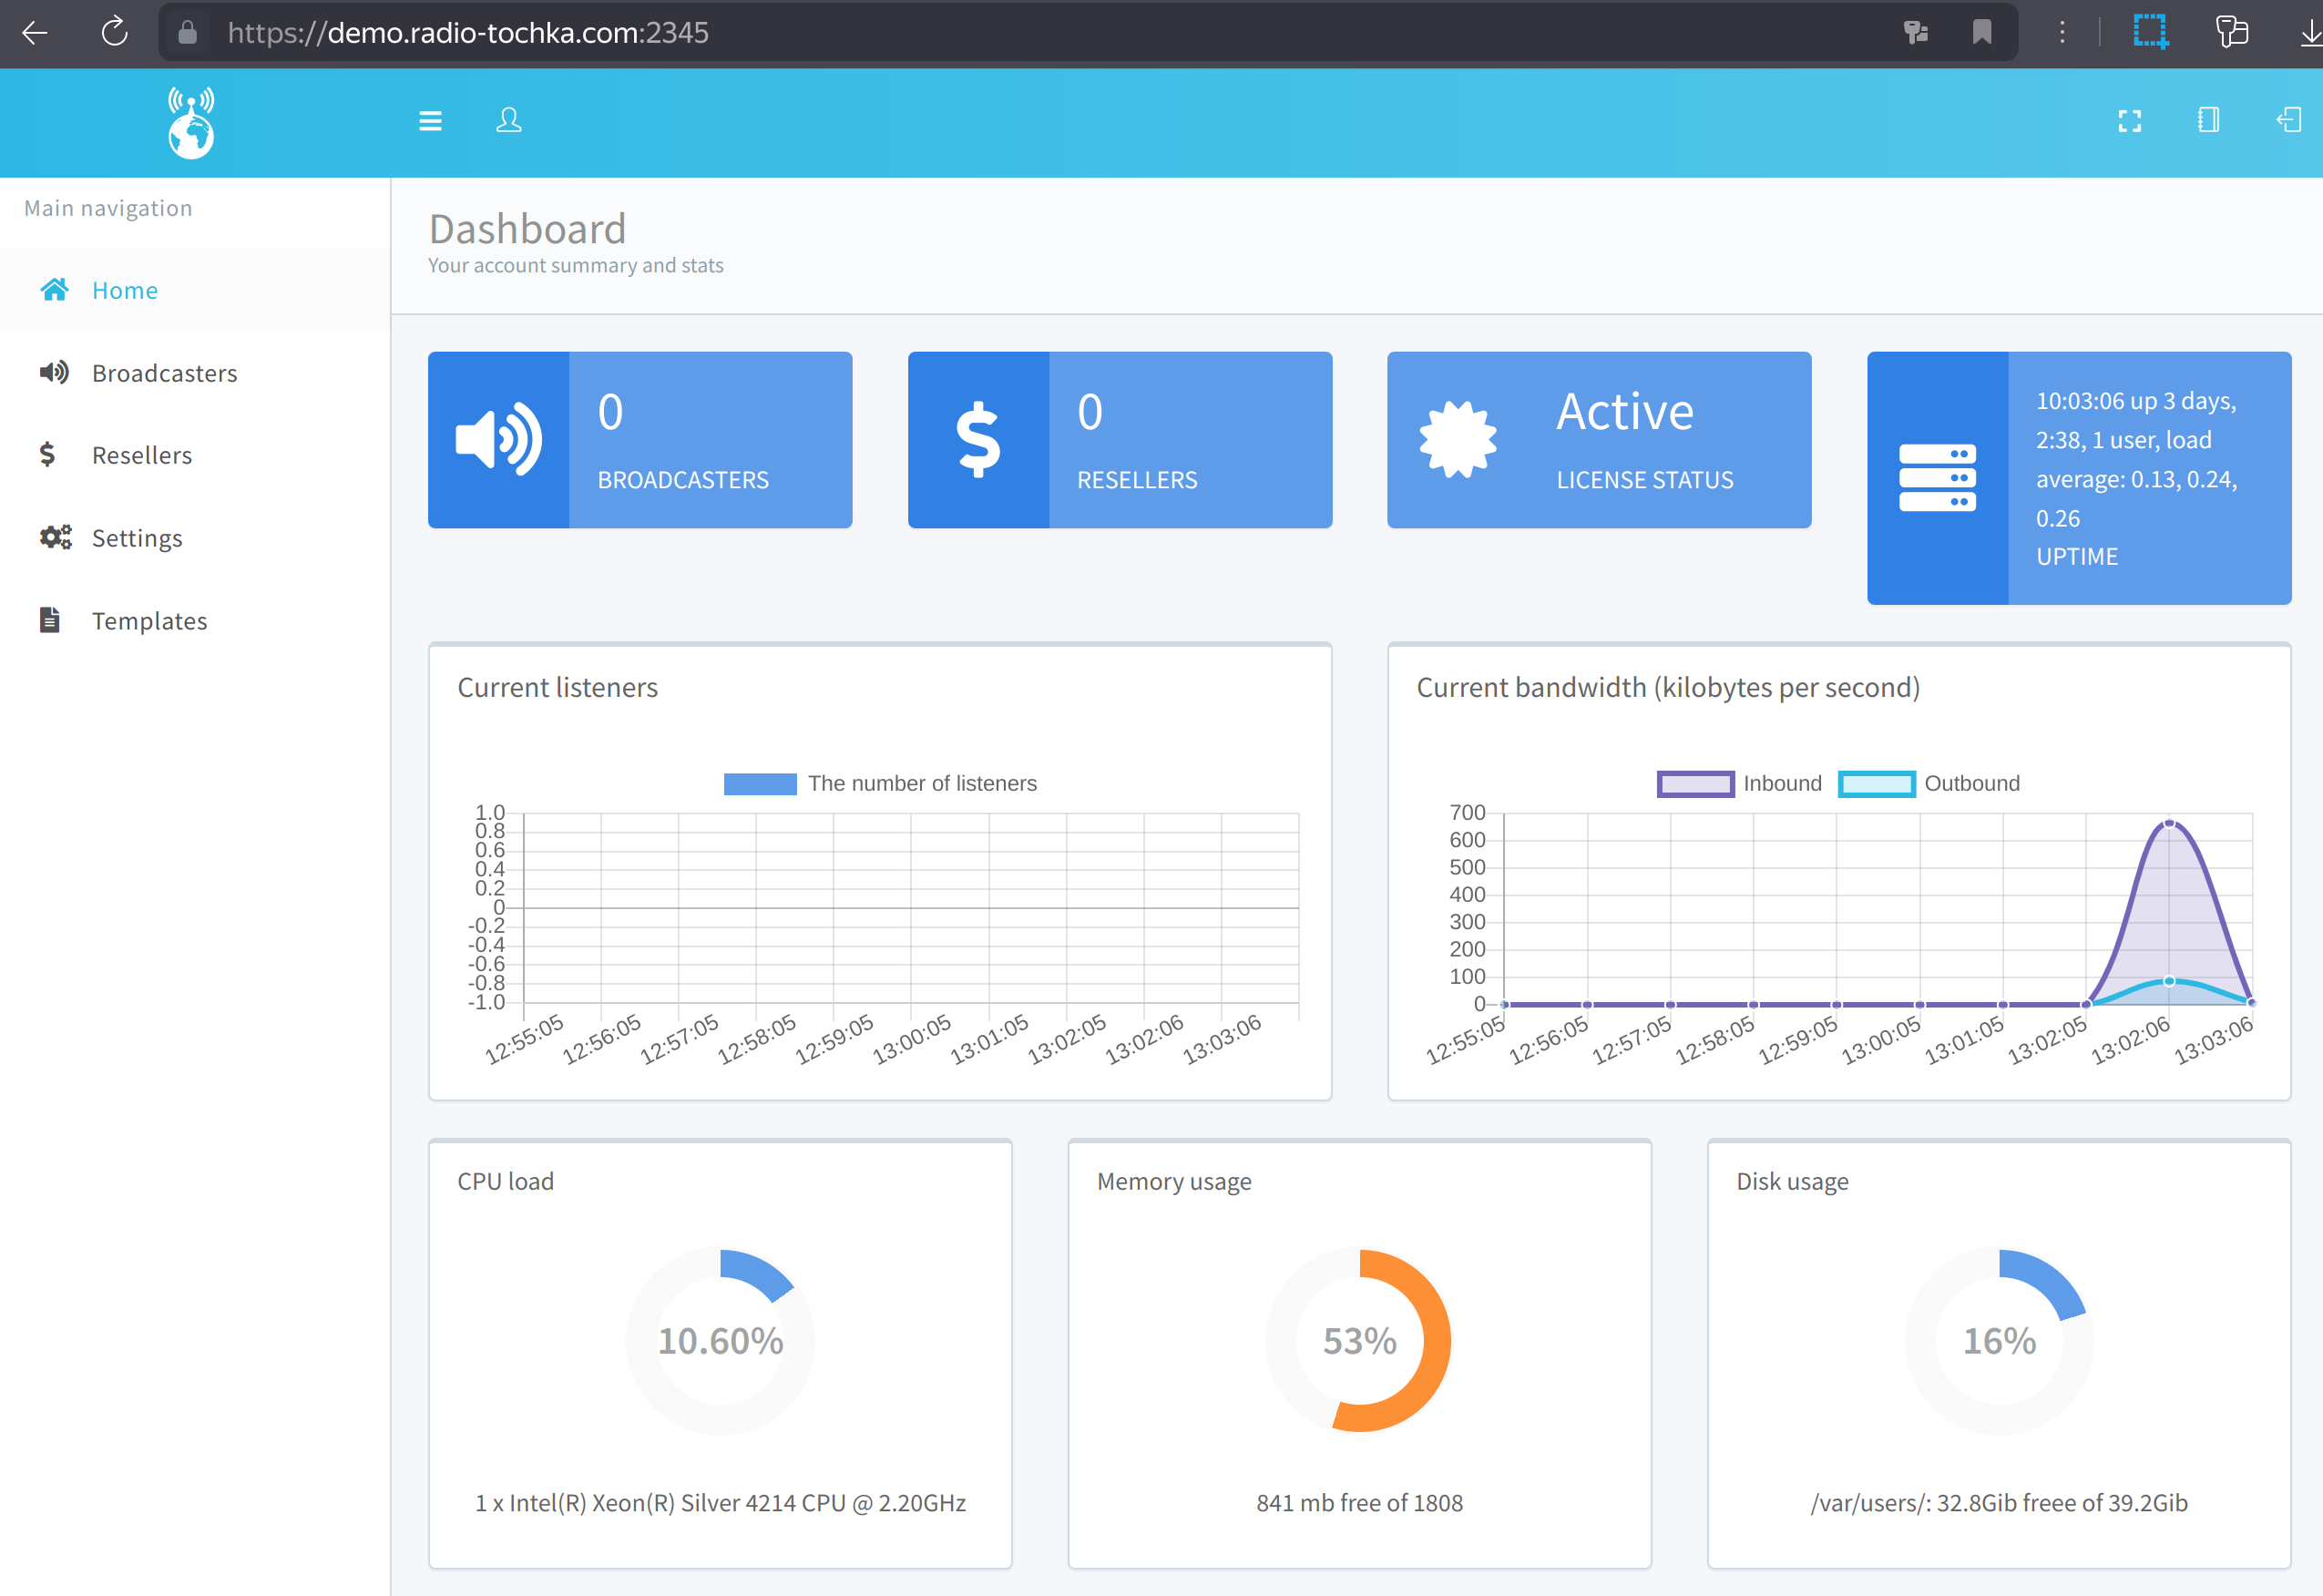 https://demo.radio-tochka.com:2345
Main navigation
Home
Broadcasters
Resellers
Settings
Templates
Dashboard
Your account summary and stats
0
BROADCASTERS
0
RESELLERS
Active
LICENSE STATUS
10:03:06 up 3 days,
2:38, 1 user, load
average: 0.13, 0.24,
0.26
UPTIME
Current listeners
The number of listeners
1.0
0.8
0.6
0.4
0.2
0
-0.2
-0.4
-0.6
-0.8
-1.0
12:55:05
12:56:05
12:57:05
12:58:05
12:59:05
13:00:05
13:01:05
13:02:05
13:02:06
13:03:06
Current bandwidth (kilobytes per second)
Inbound
Outbound
700
600
500
400
300
200
100
0
12:55:05
12:56:05
12:57:05
12:58:05
12:59:05
13:00:05
13:01:05
13:02:05
13:02:06
13:03:06
CPU load
10.60%
1 x Intel(R) Xeon(R) Silver 4214 CPU @ 2.20GHz
Memory usage
53%
841 mb free of 1808
Disk usage
16%
/var/users/: 32.8Gib freee of 39.2Gib